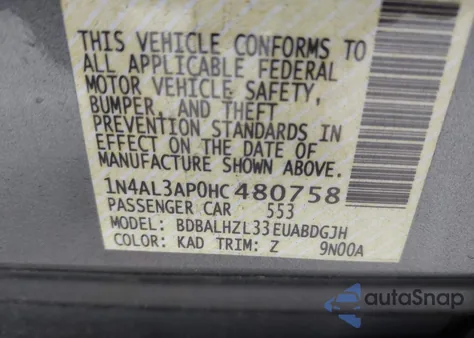 THIS VEHICLE CONFORMS TO
ALL APPLICABLE FEDERAL
MOTOR VEHICLE SAFETY,
BUMPER, AND THEFT
PREVENTION STANDARDS IN
EFFECT ON THE DATE OF
MANUFACTURE SHOWN ABOVE.
1N4AL3AP0HC480758
PASSENGER CAR 553
MODEL: BDBALHZL33EUABDGJH
COLOR: KAD TRIM: Z 9N00A
autoSnap